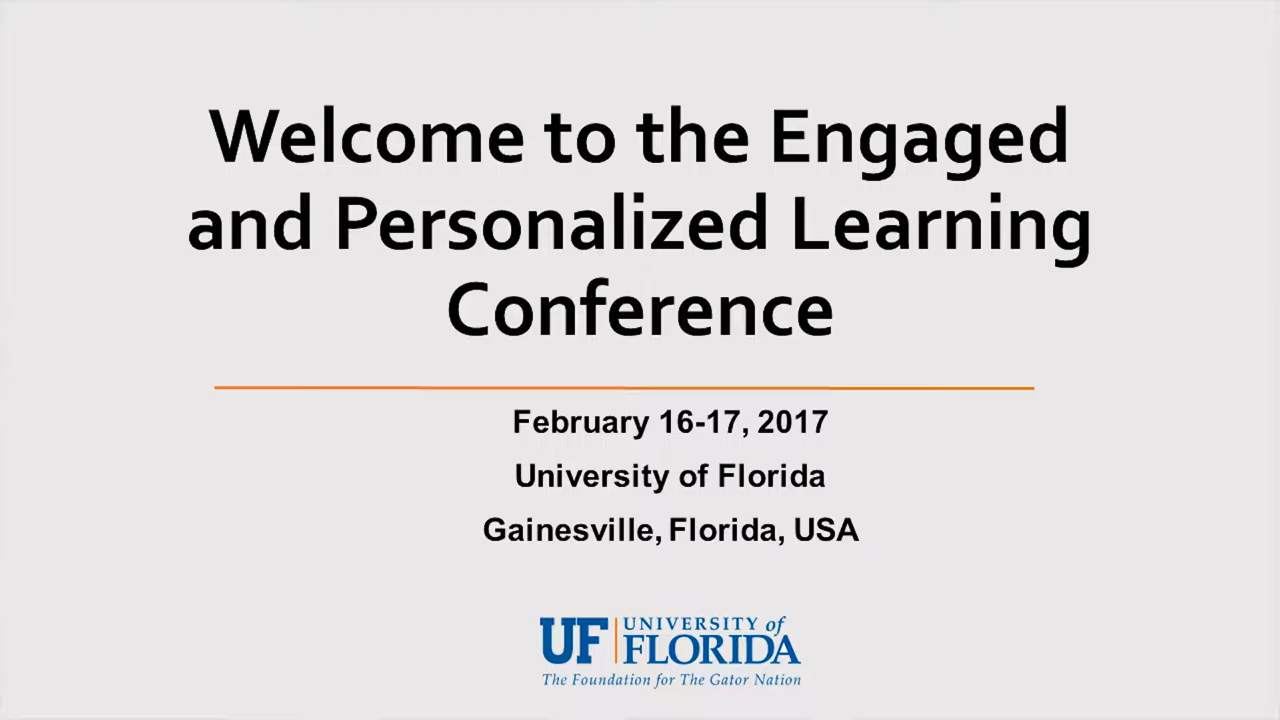 Welcome to the Engaged
and Personalized Learning
Conference
February 16-17, 2017
University of Florida
Gainesville, Florida, USA
UF UNIVERSITY of
FLORIDA
The Foundation for The Gator Nation